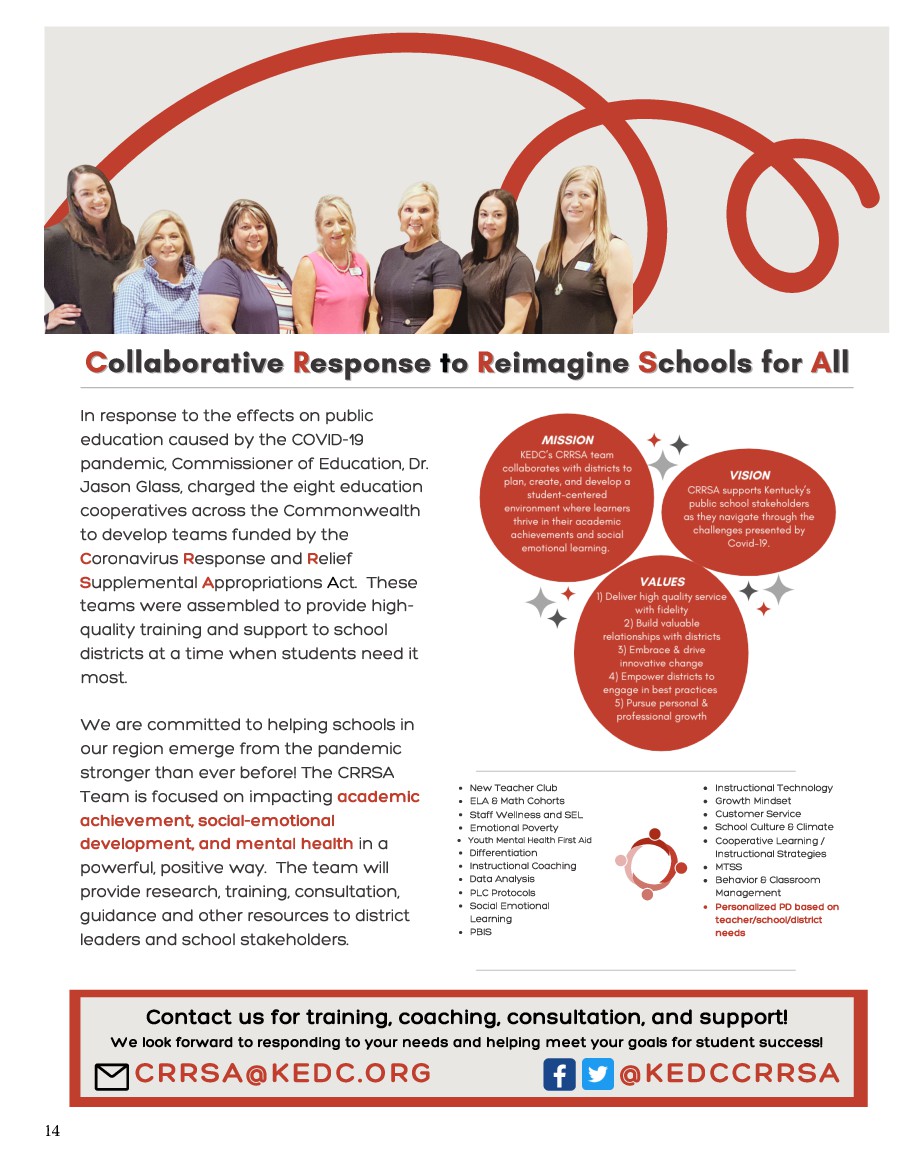 Collaborative Response to Reimagine Schools for All
In response to the effects on public
education caused by the COVID-19
pandemic, Commissioner of Education, Dr.
Jason Glass, charged the eight education
cooperatives across the Commonwealth
to develop teams funded by the
Coronavirus Response and Relief
Supplemental Appropriations Act. These
teams were assembled to provide high-
quality training and support to school
districts at a time when students need it
most.
We are committed to helping schools in
our region emerge from the pandemic
stronger than ever before! The CRRSA
Team is focused on impacting academic
achievement, social-emotional
development, and mental health in a
powerful, positive way. The team will
provide research, training, consultation,
guidance and other resources to district
leaders and school stakeholders.
MISSION
KEDC's CRRSA team
collaborates with districts to
plan, create, and develop a
student-centered
environment where learners
thrive in their academic
achievements and social
emotional learning.
VISION
CRRSA supports Kentucky's
public school stakeholders
as they navigate through the
challenges presented by
Covid-19.
VALUES
1) Deliver high quality service
with fidelity
2) Build valuable
relationships with districts
3) Embrace & drive
innovative change
4) Empower districts to
engage in best practices
5) Pursue personal &
professional growth
• New Teacher Club
• ELA & Math Cohorts
• Staff Wellness and SEL
• Emotional Poverty
• Youth Mental Health First Aid
• Differentiation
• Instructional Coaching
• Data Analysis
• PLC Protocols
• Social Emotional
Learning
• PBIS
• Instructional Technology
• Growth Mindset
• Customer Service
• School Culture & Climate
• Cooperative Learning /
Instructional Strategies
• MTSS
• Behavior & Classroom
Management
• Personalized PD based on
teacher/school/district
needs
Contact us for training, coaching, consultation, and support!
We look forward to responding to your needs and helping meet your goals for student success!
CRRSA@KEDC.ORG
@KEDCCRRSA
14